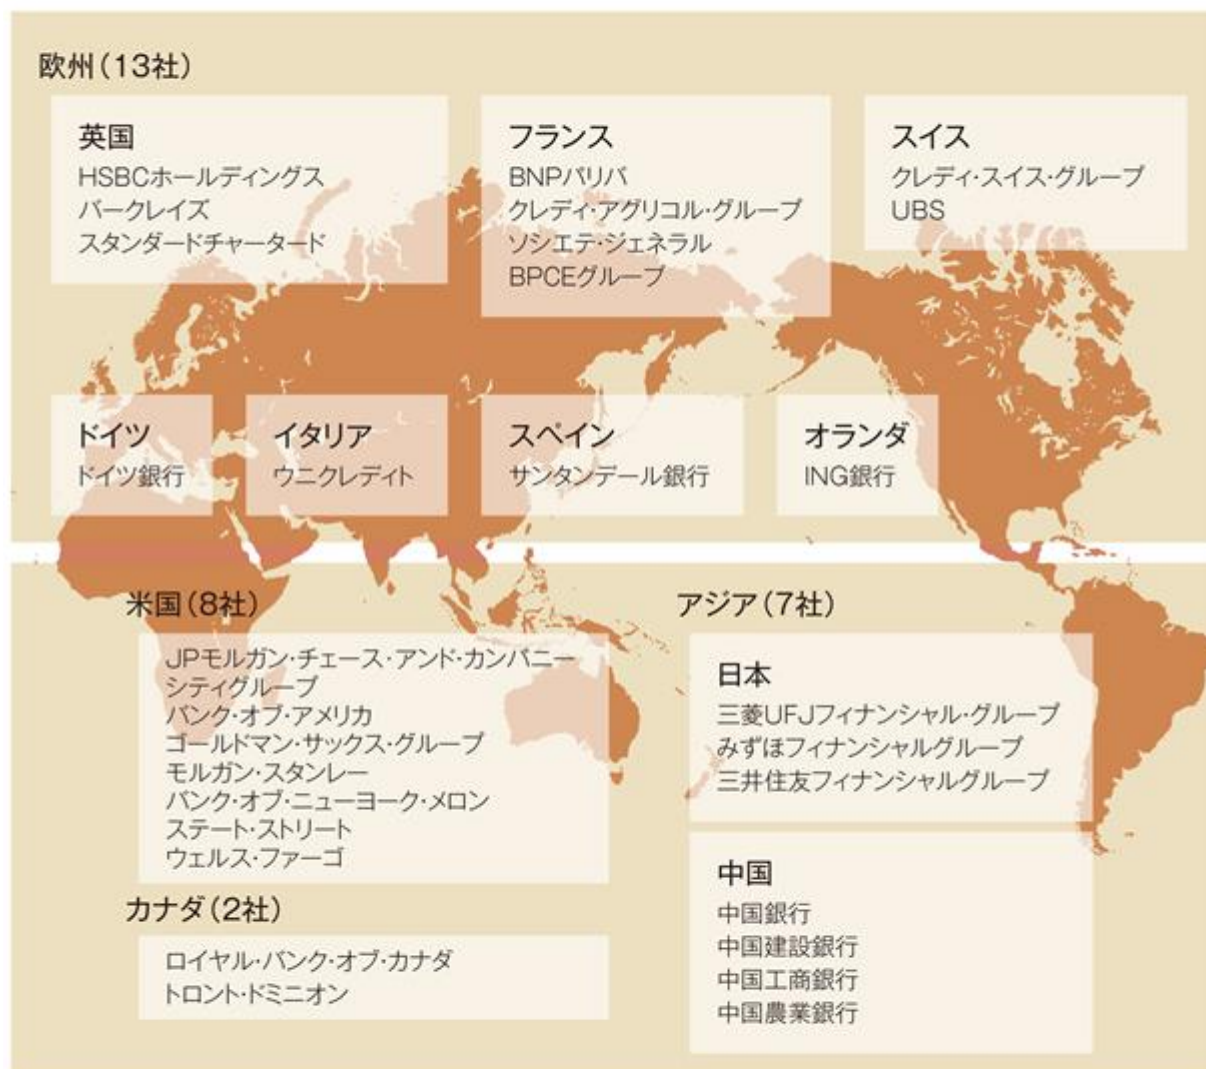 欧州（13社）
英国
HSBCホールディングス
バークレイズ
スタンダードチャータード
フランス
BNPパリバ
クレディ・アグリコル・グループ
ソシエテ・ジェネラル
BPCEグループ
スイス
クレディ・スイス・グループ
UBS
ドイツ
ドイツ銀行
イタリア
ウニクレディト
スペイン
サンタンデール銀行
オランダ
ING銀行
米国（8社）
JPモルガン・チェース・アンド・カンパニー
シティグループ
バンク・オブ・アメリカ
ゴールドマン・サックス・グループ
モルガン・スタンレー
バンク・オブ・ニューヨーク・メロン
ステート・ストリート
ウェルス・ファーゴ
カナダ（2社）
ロイヤル・バンク・オブ・カナダ
トロント・ドミニオン
アジア（7社）
日本
三菱UFJフィナンシャル・グループ
みずほフィナンシャルグループ
三井住友フィナンシャルグループ
中国
中国銀行
中国建設銀行
中国工商銀行
中国農業銀行